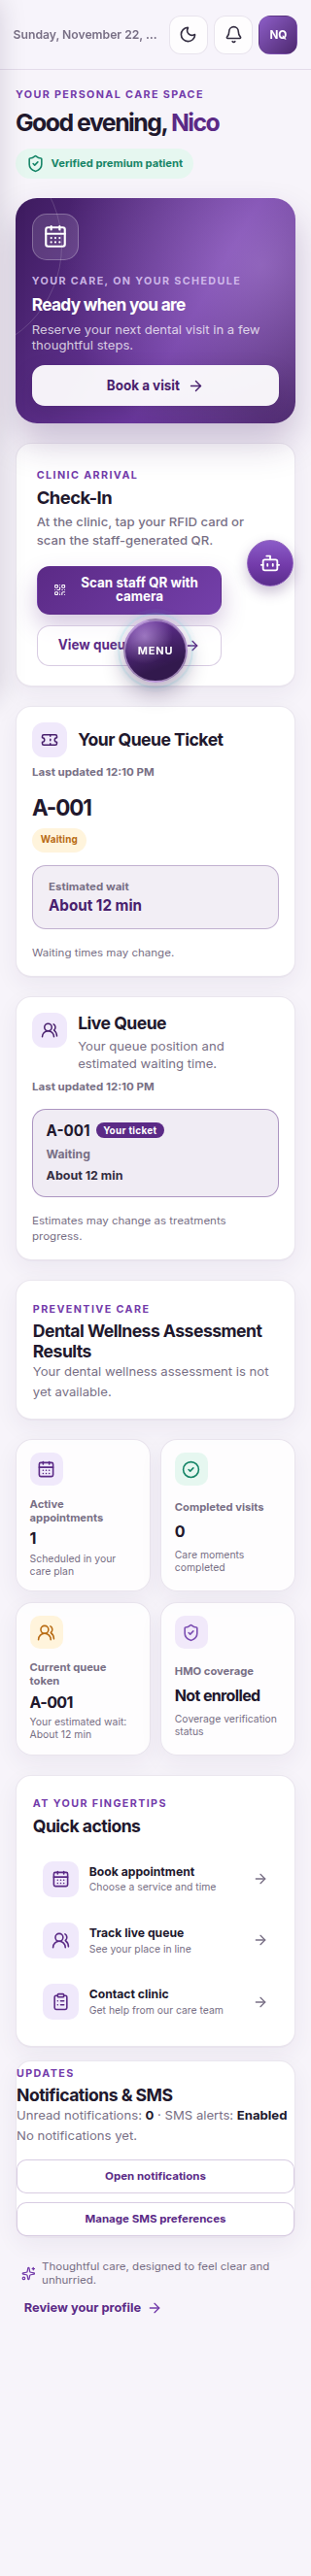 Sunday, November 22, ...
NQ
YOUR PERSONAL CARE SPACE
Good evening, Nico
Verified premium patient
YOUR CARE, ON YOUR SCHEDULE
Ready when you are
Reserve your next dental visit in a few
thoughtful steps.
Book a visit
CLINIC ARRIVAL
Check-In
At the clinic, tap your RFID card or
scan the staff-generated QR.
Scan staff QR with
camera
View
MENU
Your Queue Ticket
Last updated 12:10 PM
A-001
Waiting
Estimated wait
About 12 min
Waiting times may change.
Live Queue
Your queue position and
estimated waiting time.
Last updated 12:10 PM
A-001 Your ticket
Waiting
About 12 min
Estimates may change as treatments
progress.
PREVENTIVE CARE
Dental Wellness Assessment
Results
Your dental wellness assessment is not
yet available.
Active
appointments
1
Scheduled in your
care plan
Completed visits
0
Care moments
completed
Current queue
token
A-001
Your estimated wait:
About 12 min
HMO coverage
Not enrolled
Coverage verification
status
AT YOUR FINGERTIPS
Quick actions
Book appointment
Choose a service and time
Track live queue
See your place in line
Contact clinic
Get help from our care team
UPDATES
Notifications & SMS
Unread notifications: 0 · SMS alerts: Enabled
No notifications yet.
Open notifications
Manage SMS preferences
Thoughtful care, designed to feel clear and
unhurried.
Review your profile